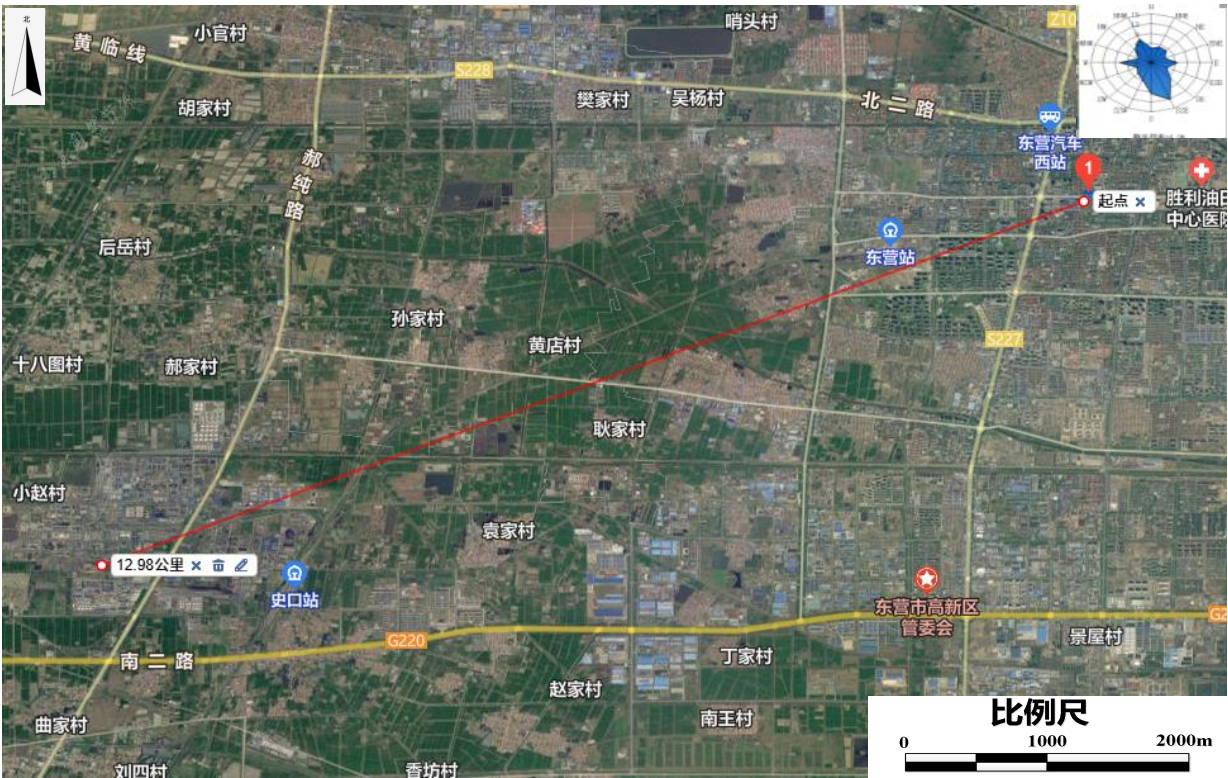 北
小官村
黄临线
哨头村
Z10
S228
胡家村
樊家村
吴杨村
北二路
东营汽车
西站
郝纯路
1
起点
胜利油田
中心医院
后岳村
东营站
孙家村
黄店村
S227
十八图村
郝家村
耿家村
小赵村
袁家村
12.98公里
史口站
东营市高新区
管委会
G220
G2
南二路
景屋村
丁家村
赵家村
曲家村
南王村
刘四村
香坊村
比例尺
0
1000
2000m